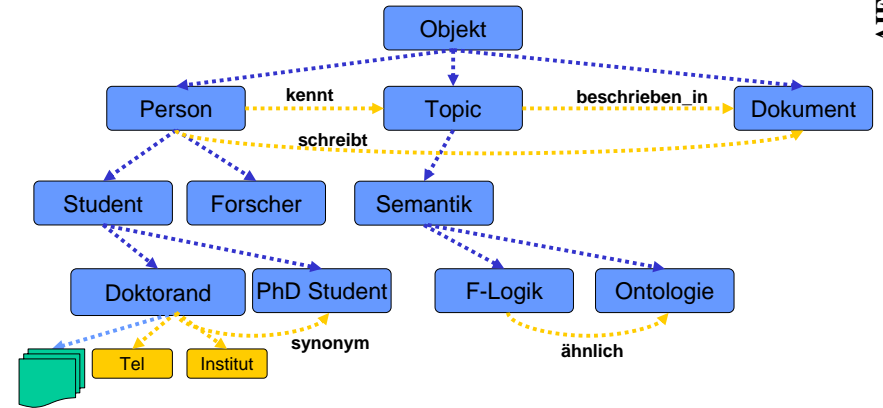 Objekt
kennt
beschrieben_in
Person
Topic
Dokument
schreibt
Student
Forscher
Semantik
Doktorand
PhD Student
F-Logik
Ontologie
synonym
ähnlich
Tel
Institut